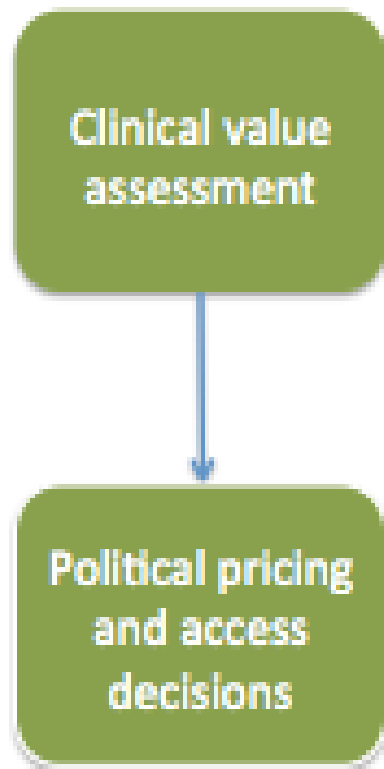 Clinical value
assessment
Political pricing
and access
decisions